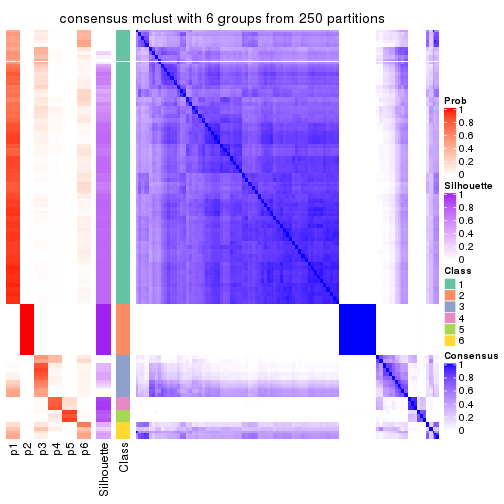 consensus mclust with 6 groups from 250 partitions
Prob
1
0.8
0.6
0.4
0.2
0
Silhouette
1
0.8
0.6
0.4
0.2
0
Class
1
2
3
4
5
6
Consensus
1
0.8
0.6
0.4
0.2
0
p1
p2
p3
p4
p5
p6
Silhouette
Class